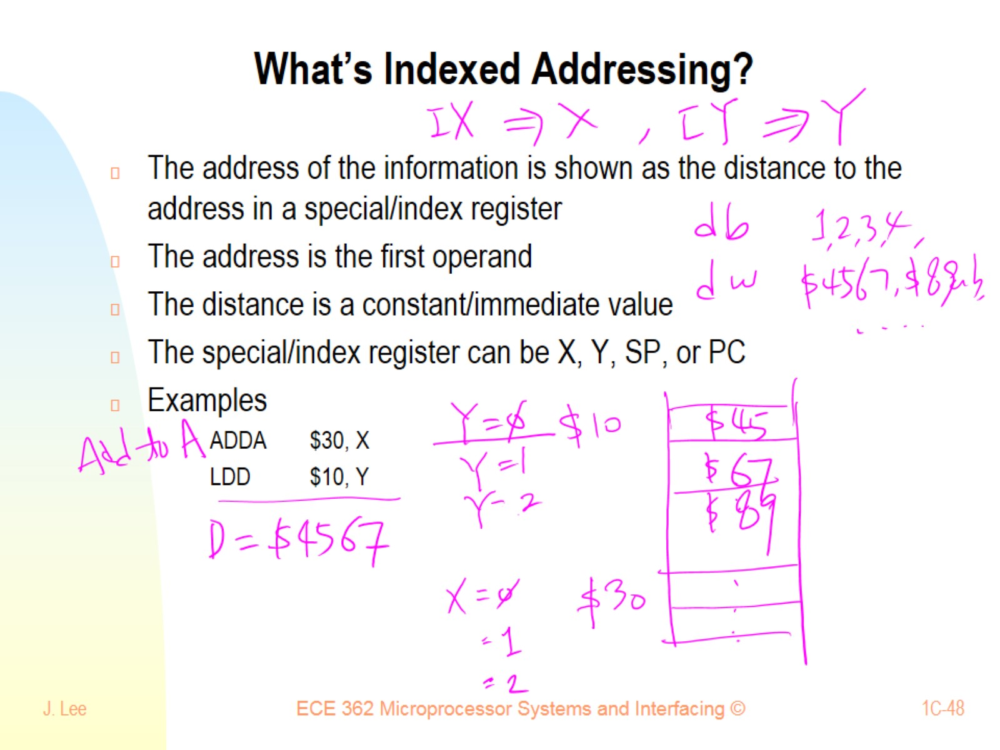 What's Indexed Addressing?
IX ⇒ X , IY ⇒ Y
The address of the information is shown as the distance to the
address in a special/index register
db 1,2,3,4,
The address is the first operand
dw $4567,
The distance is a constant/immediate value
. . . .
The special/index register can be X, Y, SP, or PC
Examples
Add to A ADDA $30, X
LDD $10, Y
D = $4567
Y = 0 $10
Y = 1
Y - 2
$45
$67
$89
X = 0 $30
= 1
= 2
J. Lee ECE 362 Microprocessor Systems and Interfacing © 1C-48